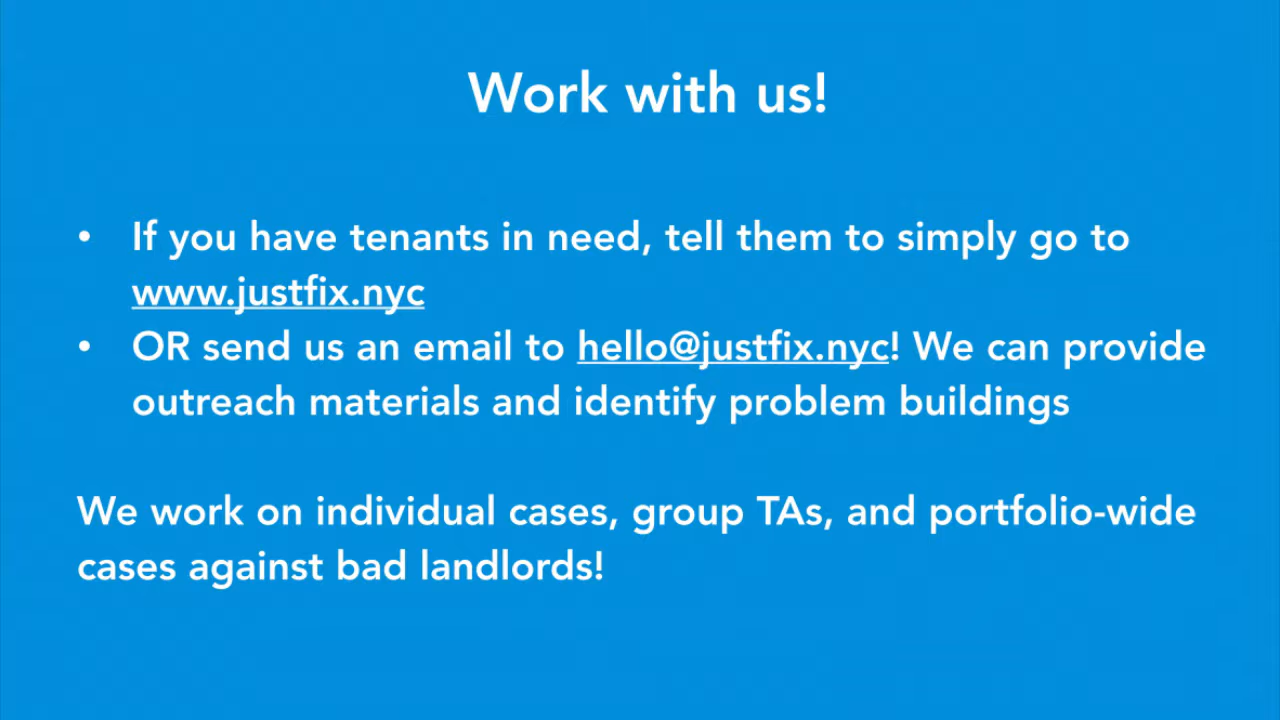 Work with us!
• If you have tenants in need, tell them to simply go to
www.justfix.nyc
• OR send us an email to hello@justfix.nyc! We can provide
outreach materials and identify problem buildings
We work on individual cases, group TAs, and portfolio-wide
cases against bad landlords!